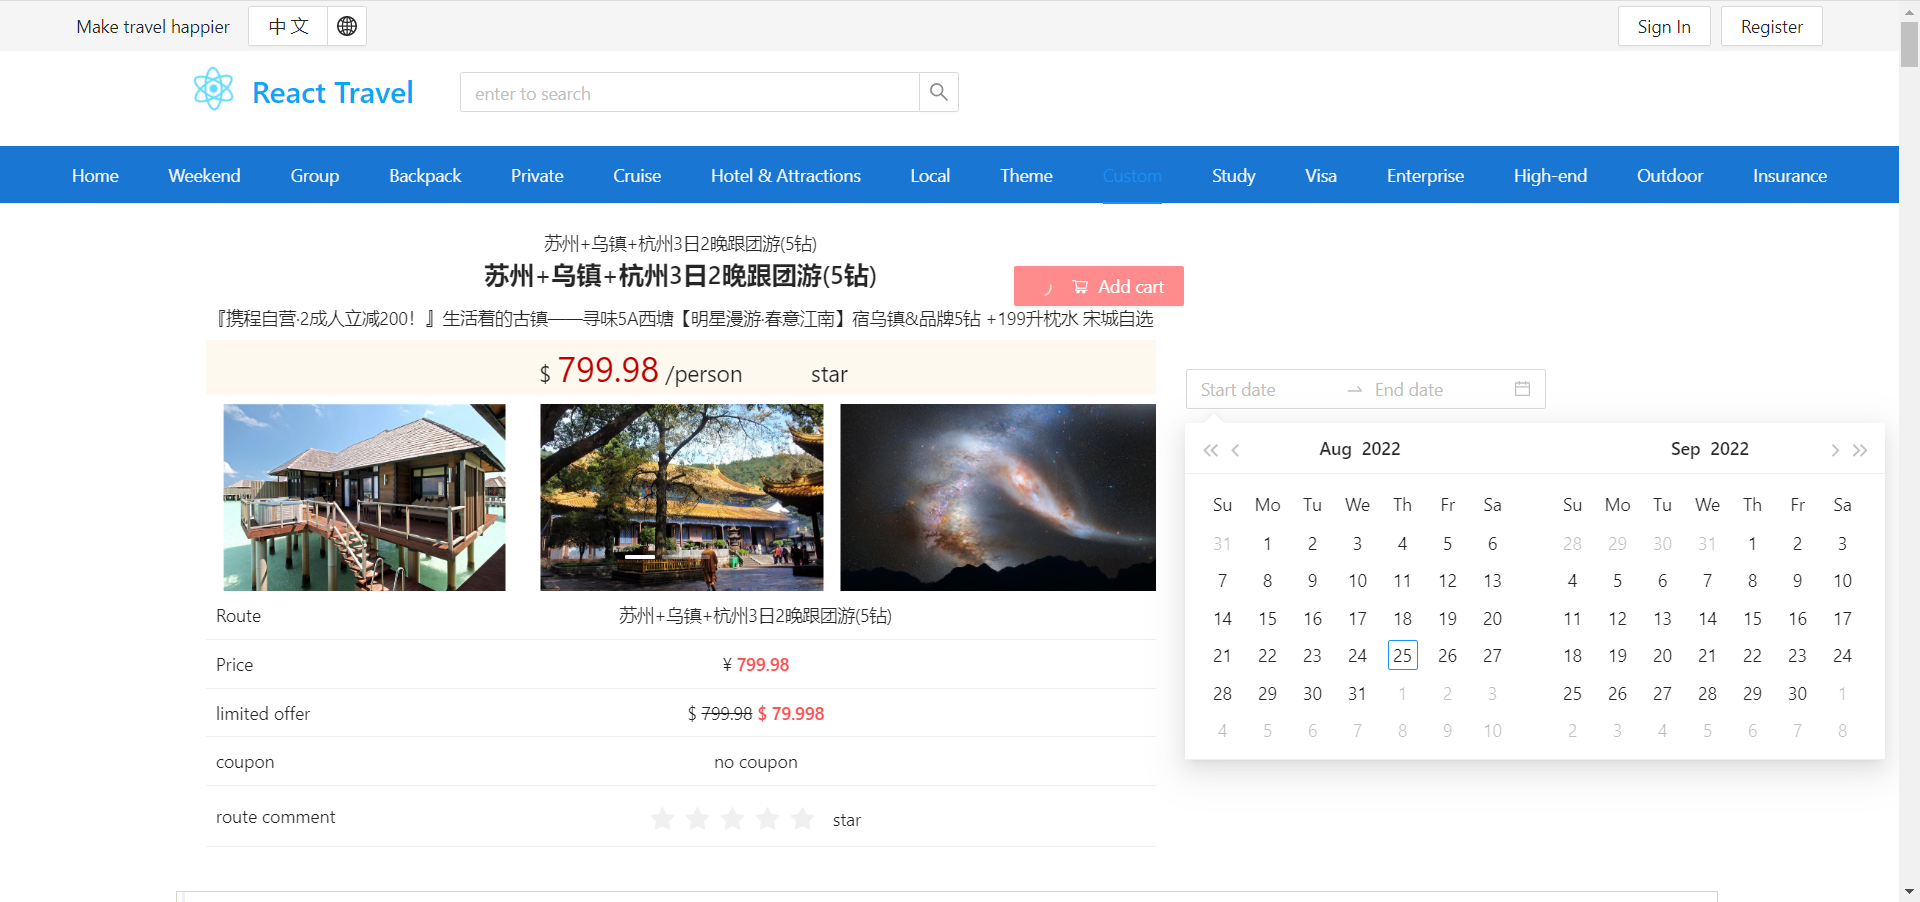 Make travel happier 中 文 Sign In Register
React Travel enter to search
Home Weekend Group Backpack Private Cruise Hotel & Attractions Local Theme Custom Study Visa Enterprise High-end Outdoor Insurance
苏州+乌镇+杭州3日2晚跟团游(5钻)
苏州+乌镇+杭州3日2晚跟团游(5钻)
Add cart
『携程自营·2成人立减200！』生活着的古镇——寻味5A西塘【明星漫游·春意江南】宿乌镇&品牌5钻 +199升枕水 宋城自选
$ 799.98 /person star
Route 苏州+乌镇+杭州3日2晚跟团游(5钻)
Price ¥ 799.98
limited offer $ 799.98 $ 79.998
coupon no coupon
route comment star
Start date End date
Aug 2022 Sep 2022
Su Mo Tu We Th Fr Sa Su Mo Tu We Th Fr Sa
31 1 2 3 4 5 6 28 29 30 31 1 2 3
7 8 9 10 11 12 13 4 5 6 7 8 9 10
14 15 16 17 18 19 20 11 12 13 14 15 16 17
21 22 23 24 25 26 27 18 19 20 21 22 23 24
28 29 30 31 1 2 3 25 26 27 28 29 30 1
4 5 6 7 8 9 10 2 3 4 5 6 7 8